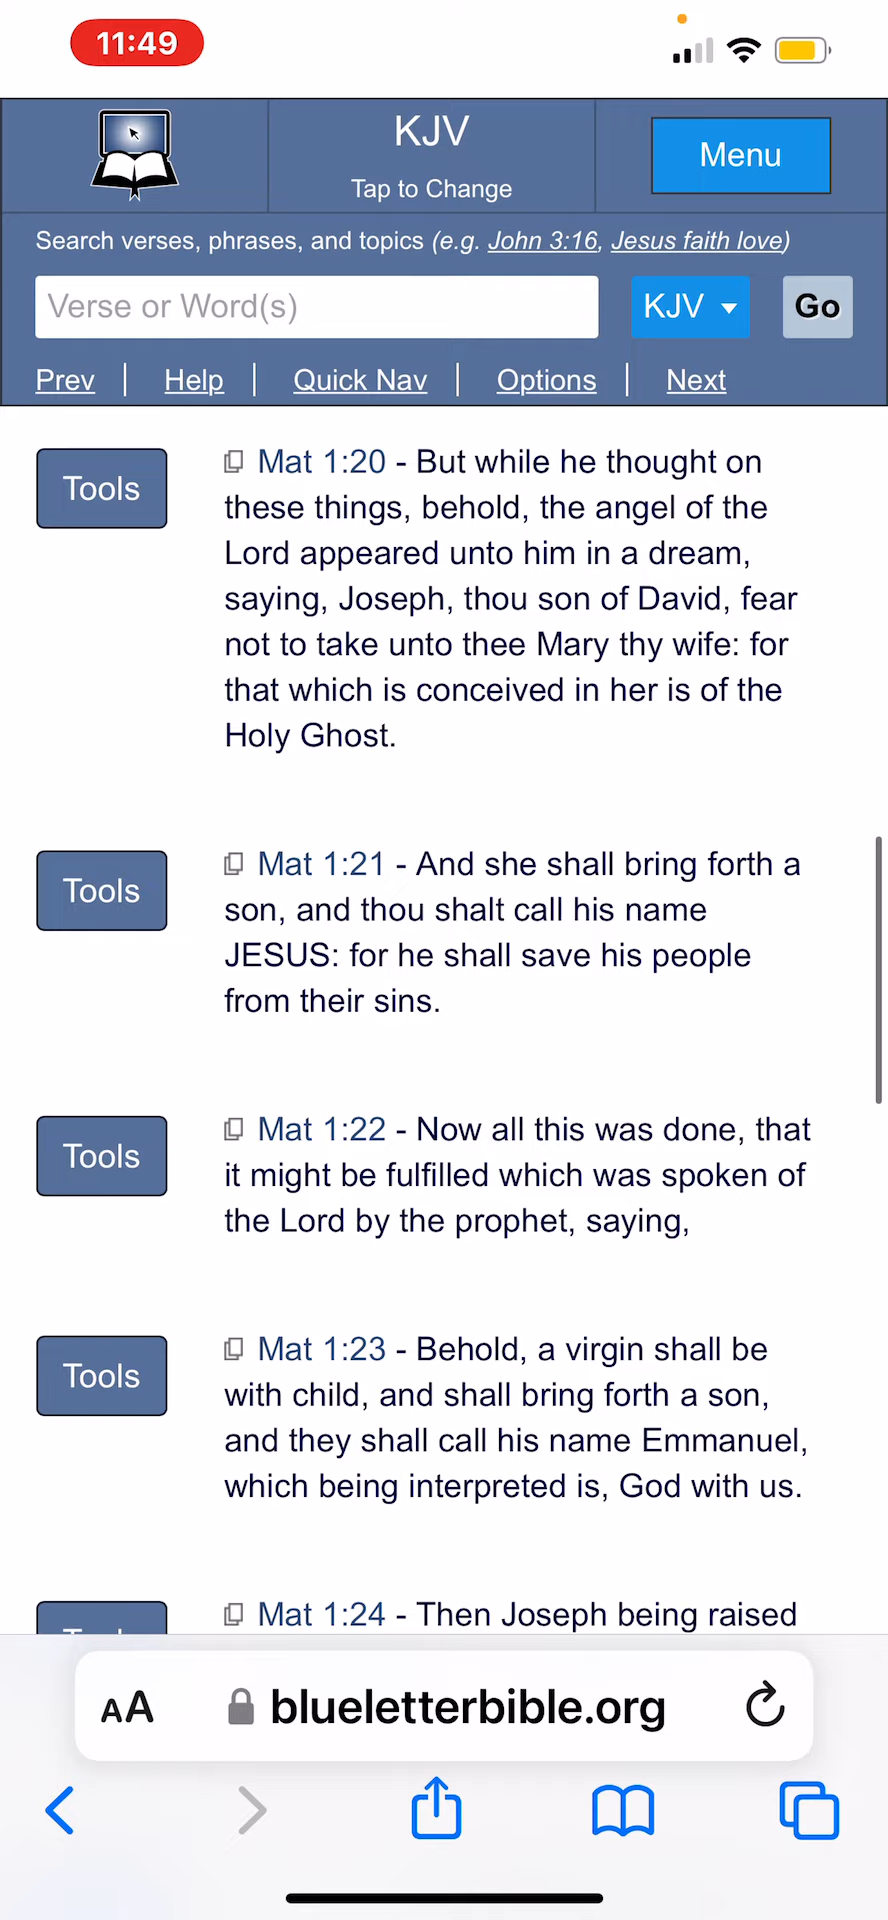 11:49
KJV
Tap to Change
Menu
Search verses, phrases, and topics (e.g. John 3:16, Jesus faith love)
Verse or Word(s)
KJV
Go
Prev | Help | Quick Nav | Options | Next
Tools
Mat 1:20 - But while he thought on
these things, behold, the angel of the
Lord appeared unto him in a dream,
saying, Joseph, thou son of David, fear
not to take unto thee Mary thy wife: for
that which is conceived in her is of the
Holy Ghost.
Tools
Mat 1:21 - And she shall bring forth a
son, and thou shalt call his name
JESUS: for he shall save his people
from their sins.
Tools
Mat 1:22 - Now all this was done, that
it might be fulfilled which was spoken of
the Lord by the prophet, saying,
Tools
Mat 1:23 - Behold, a virgin shall be
with child, and shall bring forth a son,
and they shall call his name Emmanuel,
which being interpreted is, God with us.
Mat 1:24 - Then Joseph being raised
AA
blueletterbible.org